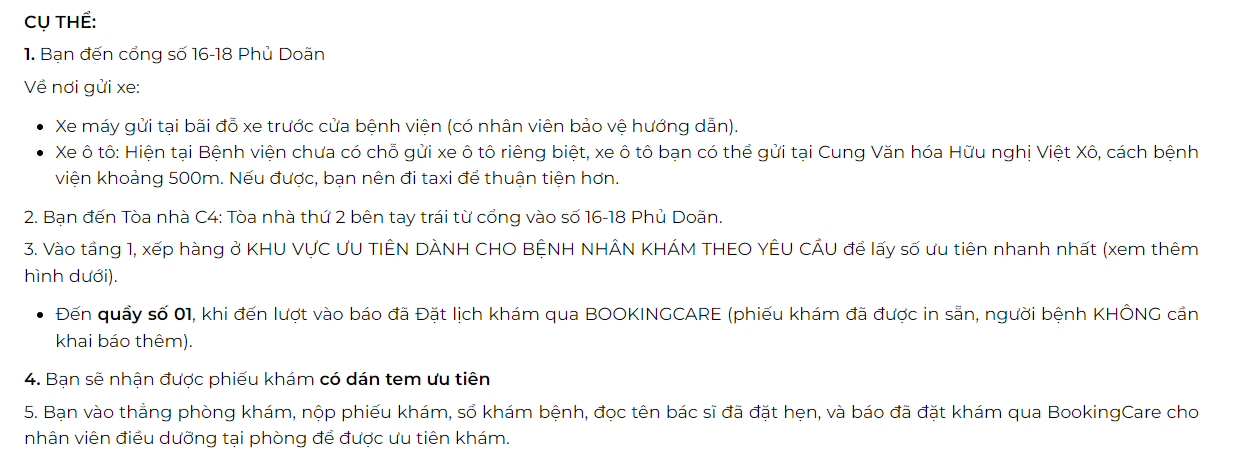 CỤ THỂ:
1. Bạn đến cổng số 16-18 Phủ Doãn
Về nơi gửi xe:
• Xe máy gửi tại bãi đỗ xe trước cửa bệnh viện (có nhân viên bảo vệ hướng dẫn).
• Xe ô tô: Hiện tại Bệnh viện chưa có chỗ gửi xe ô tô riêng biệt, xe ô tô bạn có thể gửi tại Cung Văn hóa Hữu nghị Việt Xô, cách bệnh
viện khoảng 500m. Nếu được, bạn nên đi taxi để thuận tiện hơn.
2. Bạn đến Tòa nhà C4: Tòa nhà thứ 2 bên tay trái từ cổng vào số 16-18 Phủ Doãn.
3. Vào tầng 1, xếp hàng ở KHU VỰC ƯU TIÊN DÀNH CHO BỆNH NHÂN KHÁM THEO YÊU CẦU để lấy số ưu tiên nhanh nhất (xem thêm
hình dưới).
• Đến quầy số 01, khi đến lượt vào báo đã Đặt lịch khám qua BOOKINGCARE (phiếu khám đã được in sẵn, người bệnh KHÔNG cần
khai báo thêm).
4. Bạn sẽ nhận được phiếu khám có dán tem ưu tiên
5. Bạn vào thẳng phòng khám, nộp phiếu khám, sổ khám bệnh, đọc tên bác sĩ đã đặt hẹn, và báo đã đặt khám qua BookingCare cho
nhân viên điều dưỡng tại phòng để được ưu tiên khám.